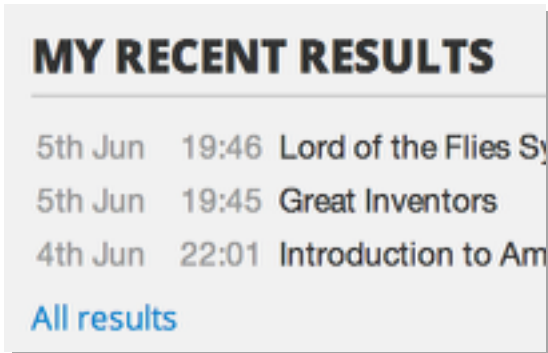 MY RECENT RESULTS
5th Jun 19:46 Lord of the Flies Sy
5th Jun 19:45 Great Inventors
4th Jun 22:01 Introduction to Am
All results